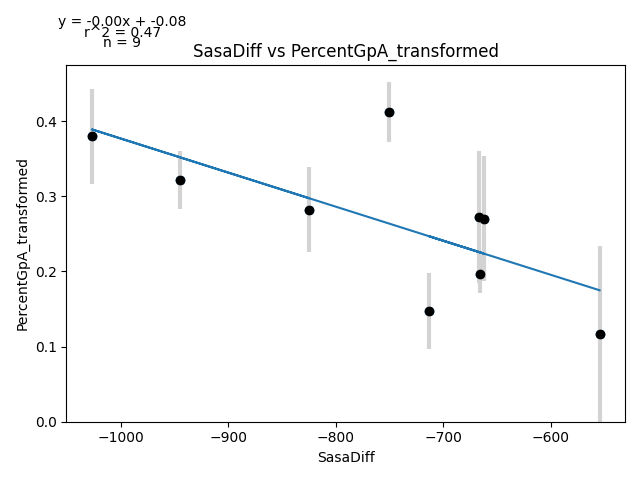 y = -0.00x + -0.08
r^2 = 0.47
n = 9
SasaDiff vs PercentGpA_transformed
PercentGpA_transformed
0.4
0.3
0.2
0.1
0.0
−1000
−900
−800
−700
−600
SasaDiff